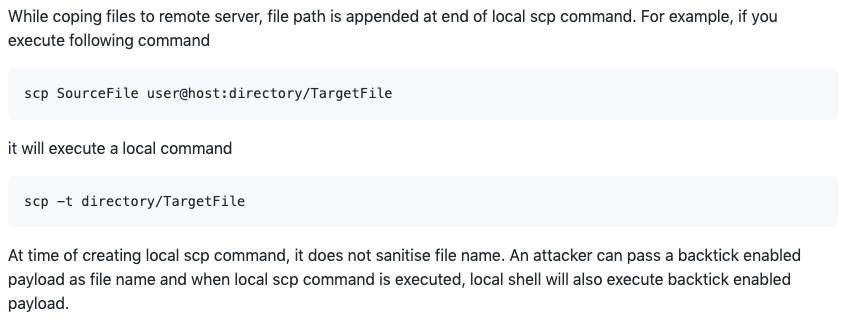 While coping files to remote server, file path is appended at end of local scp command. For example, if you
execute following command
scp SourceFile user@host:directory/TargetFile
it will execute a local command
scp -t directory/TargetFile
At time of creating local scp command, it does not sanitise file name. An attacker can pass a backtick enabled
payload as file name and when local scp command is executed, local shell will also execute backtick enabled
payload.